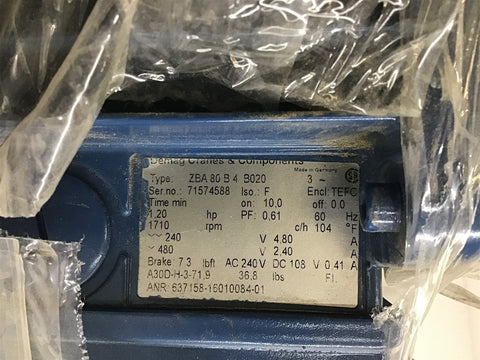 Demag Cranes & Components
Made in Germany
Type: ZBA 80 B 4 B020 3 ~
Ser no.: 71574588 Iso.: F Encl: TEFC
Time min on: 10,0 off: 0.0
1,20 hp PF: 0,61 60 Hz
1710 rpm c/h 104 °F
240 V 4,80 A
480 V 2,40 A
Brake: 7.3 lbft AC 240 V DC 108 V 0.41 A
A30D-H-3-71.9 36,8 lbs
ANR: 637158-16010084-01